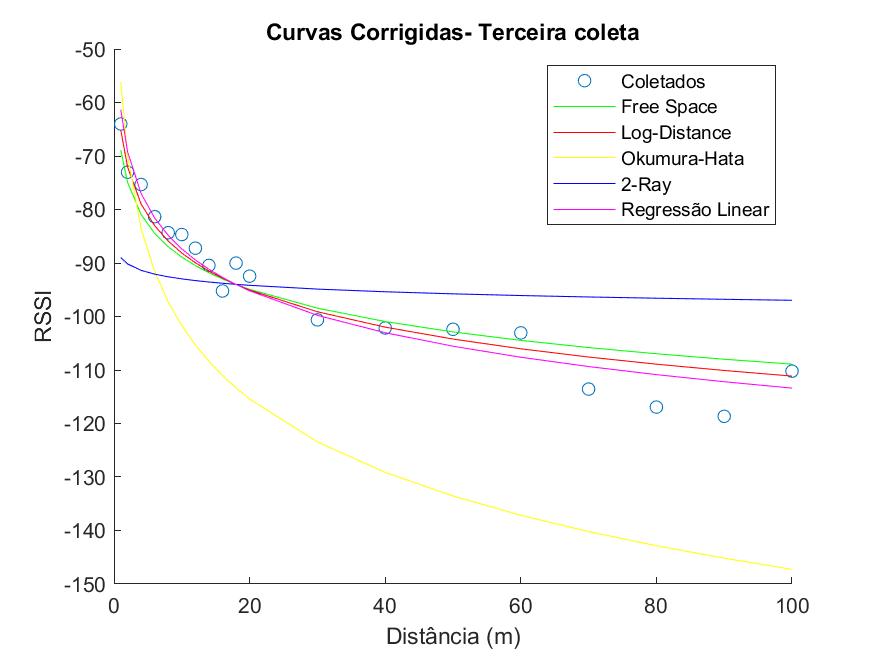 Curvas Corrigidas- Terceira coleta
-50
-60
-70
-80
-90
-100
-110
-120
-130
-140
-150
RSSI
Coletados
Free Space
Log-Distance
Okumura-Hata
2-Ray
Regressão Linear
0 20 40 60 80 100
Distância (m)